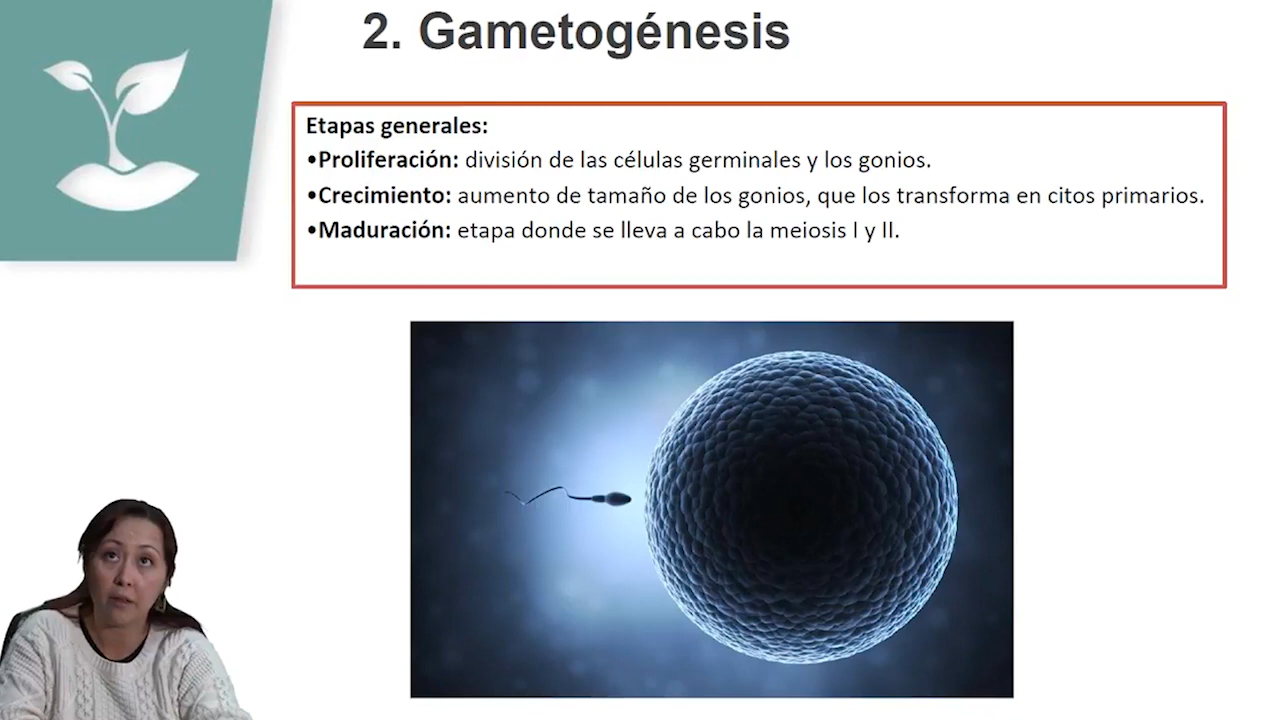 2. Gametogénesis
Etapas generales:
•Proliferación: división de las células germinales y los gonios.
•Crecimiento: aumento de tamaño de los gonios, que los transforma en citos primarios.
•Maduración: etapa donde se lleva a cabo la meiosis I y II.